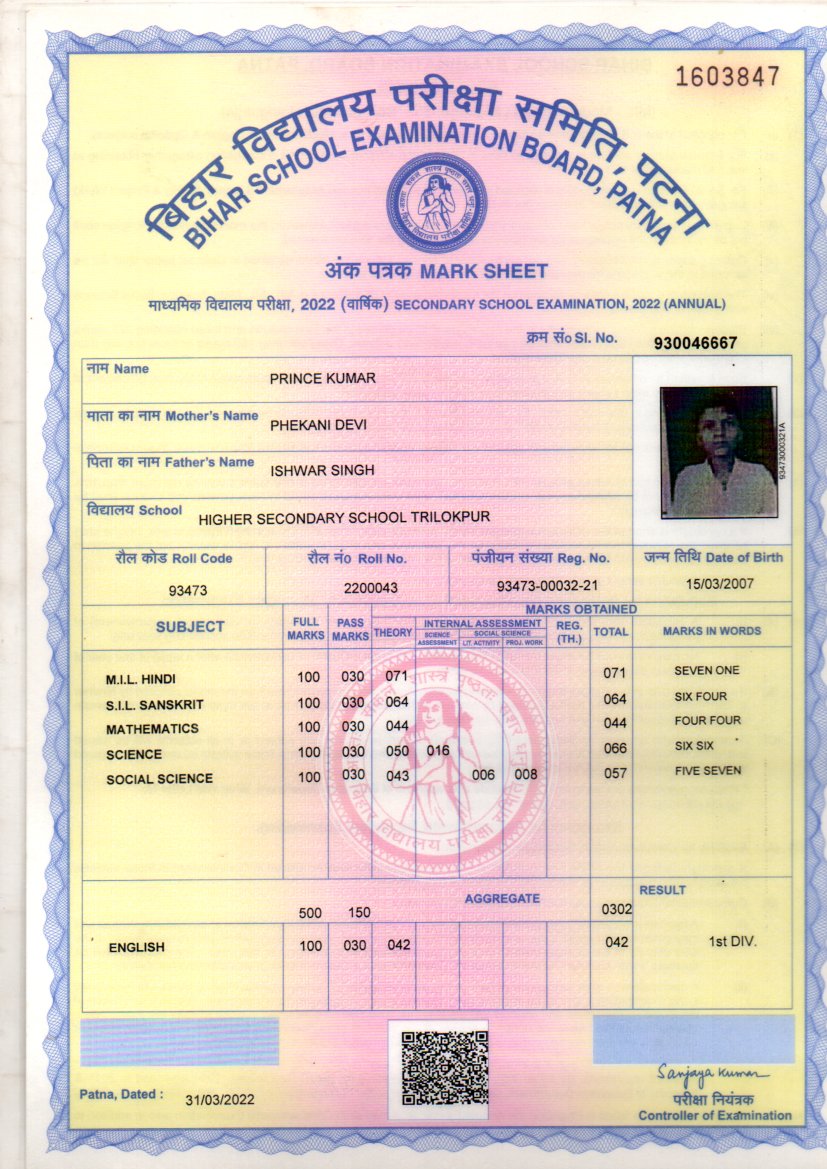 1603847
बिहार विद्यालय परीक्षा समिति, पटना
BIHAR SCHOOL EXAMINATION BOARD, PATNA
अंक पत्रक MARK SHEET
माध्यमिक विद्यालय परीक्षा, 2022 (वार्षिक) SECONDARY SCHOOL EXAMINATION, 2022 (ANNUAL)
क्रम सं० Sl. No. 930046667
नाम Name PRINCE KUMAR
माता का नाम Mother's Name PHEKANI DEVI
पिता का नाम Father's Name ISHWAR SINGH
934730000321A
विद्यालय School HIGHER SECONDARY SCHOOL TRILOKPUR
रौल कोड Roll Code रौल नं० Roll No. पंजीयन संख्या Reg. No. जन्म तिथि Date of Birth
93473 2200043 93473-00032-21 15/03/2007
MARKS OBTAINED
SUBJECT FULL MARKS PASS MARKS THEORY INTERNAL ASSESSMENT REG. (TH.) TOTAL MARKS IN WORDS
SCIENCE ASSESSMENT SOCIAL SCIENCE
LIT. ACTIVITY PROJ. WORK
M.I.L. HINDI 100 030 071 071 SEVEN ONE
S.I.L. SANSKRIT 100 030 064 064 SIX FOUR
MATHEMATICS 100 030 044 044 FOUR FOUR
SCIENCE 100 030 050 016 066 SIX SIX
SOCIAL SCIENCE 100 030 043 006 008 057 FIVE SEVEN
बिहार विद्यालय परीक्षा समिति
AGGREGATE RESULT
500 150 0302
ENGLISH 100 030 042 042 1st DIV.
Sanjaya Kumar
Patna, Dated : 31/03/2022
परीक्षा नियंत्रक
Controller of Examination